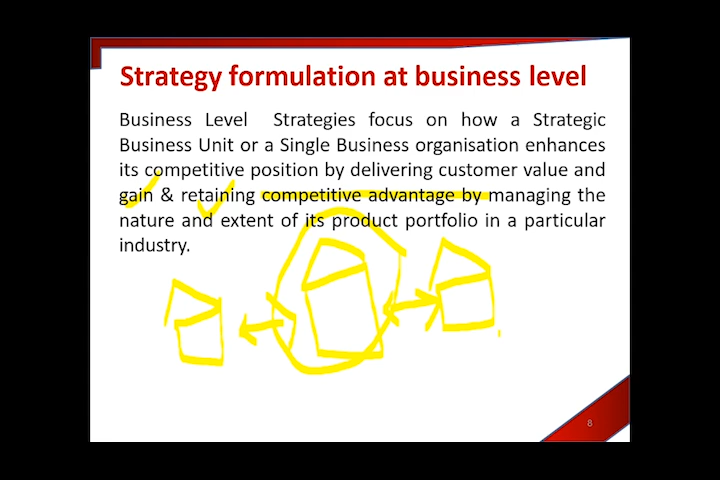 Strategy formulation at business level
Business Level Strategies focus on how a Strategic
Business Unit or a Single Business organisation enhances
its competitive position by delivering customer value and
gain & retaining competitive advantage by managing the
nature and extent of its product portfolio in a particular
industry.
8